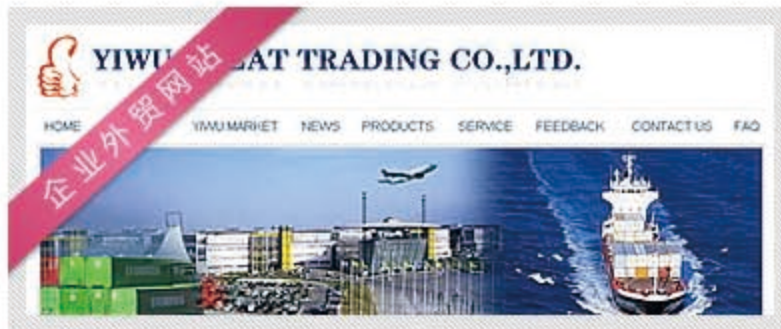 企业外贸网站
YIWU EAT TRADING CO.,LTD.
HOME YIWU MARKET NEWS PRODUCTS SERVICE FEEDBACK CONTACT US FAQ